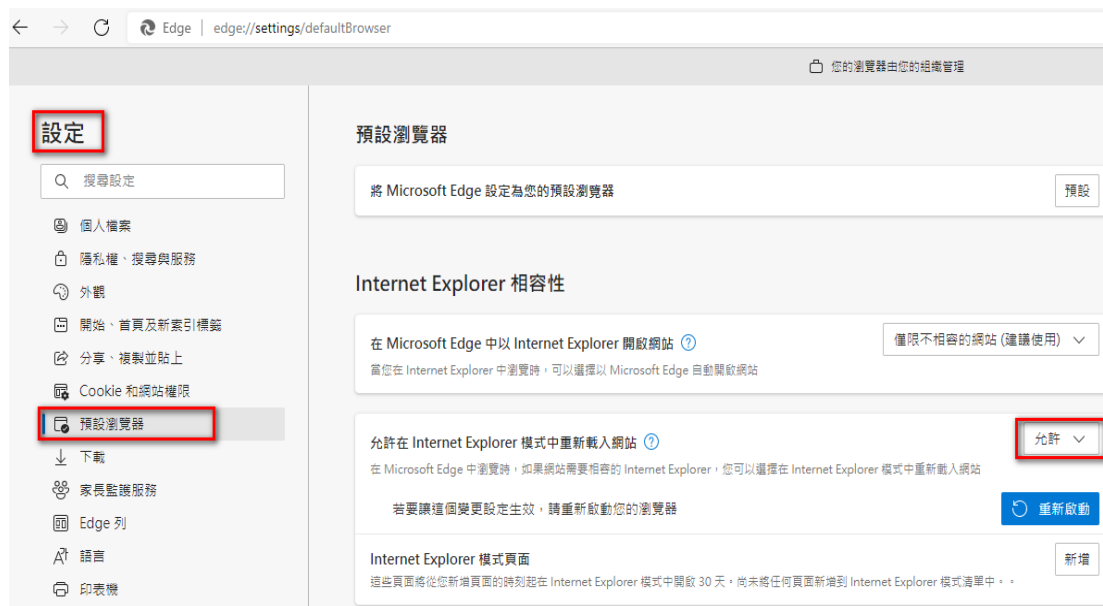 Edge edge://settings/defaultBrowser
您的瀏覽器由您的組織管理
設定
搜尋設定
個人檔案
隱私權、搜尋與服務
外觀
開始、首頁及新索引標籤
分享、複製並貼上
Cookie 和網站權限
預設瀏覽器
下載
家長監護服務
Edge 列
語言
印表機
預設瀏覽器
將 Microsoft Edge 設定為您的預設瀏覽器
預設
Internet Explorer 相容性
在 Microsoft Edge 中以 Internet Explorer 開啟網站
僅限不相容的網站 (建議使用)
當您在 Internet Explorer 中瀏覽時，可以選擇以 Microsoft Edge 自動開啟網站
允許在 Internet Explorer 模式中重新載入網站
允許
在 Microsoft Edge 中瀏覽時，如果網站需要相容的 Internet Explorer，您可以選擇在 Internet Explorer 模式中重新載入網站
若要讓這個變更設定生效，請重新啟動您的瀏覽器
重新啟動
Internet Explorer 模式頁面
新增
這些頁面將從您新增頁面的時刻起在 Internet Explorer 模式中開啟 30 天。尚未將任何頁面新增到 Internet Explorer 模式清單中。。